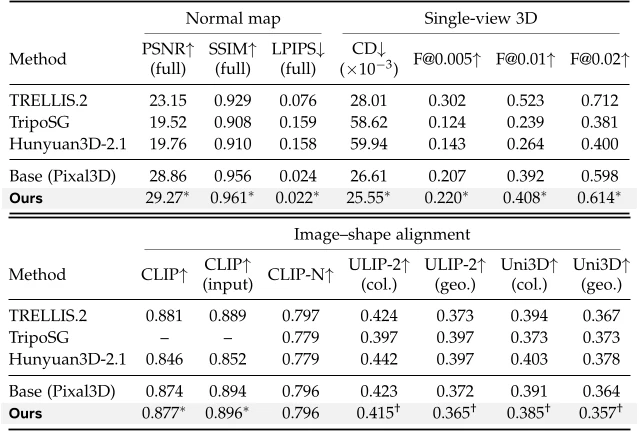 Normal map Single-view 3D
Method PSNR↑ (full) SSIM↑ (full) LPIPS↓ (full) CD↓ (×10⁻³) F@0.005↑ F@0.01↑ F@0.02↑
TRELLIS.2 23.15 0.929 0.076 28.01 0.302 0.523 0.712
TripoSG 19.52 0.908 0.159 58.62 0.124 0.239 0.381
Hunyuan3D-2.1 19.76 0.910 0.158 59.94 0.143 0.264 0.400
Base (Pixal3D) 28.86 0.956 0.024 26.61 0.207 0.392 0.598
Ours 29.27* 0.961* 0.022* 25.55* 0.220* 0.408* 0.614*
Image–shape alignment
Method CLIP↑ CLIP↑ (input) CLIP-N↑ ULIP-2↑ (col.) ULIP-2↑ (geo.) Uni3D↑ (col.) Uni3D↑ (geo.)
TRELLIS.2 0.881 0.889 0.797 0.424 0.373 0.394 0.367
TripoSG – – 0.779 0.397 0.397 0.373 0.373
Hunyuan3D-2.1 0.846 0.852 0.779 0.442 0.397 0.403 0.378
Base (Pixal3D) 0.874 0.894 0.796 0.423 0.372 0.391 0.364
Ours 0.877* 0.896* 0.796 0.415† 0.365† 0.385† 0.357†